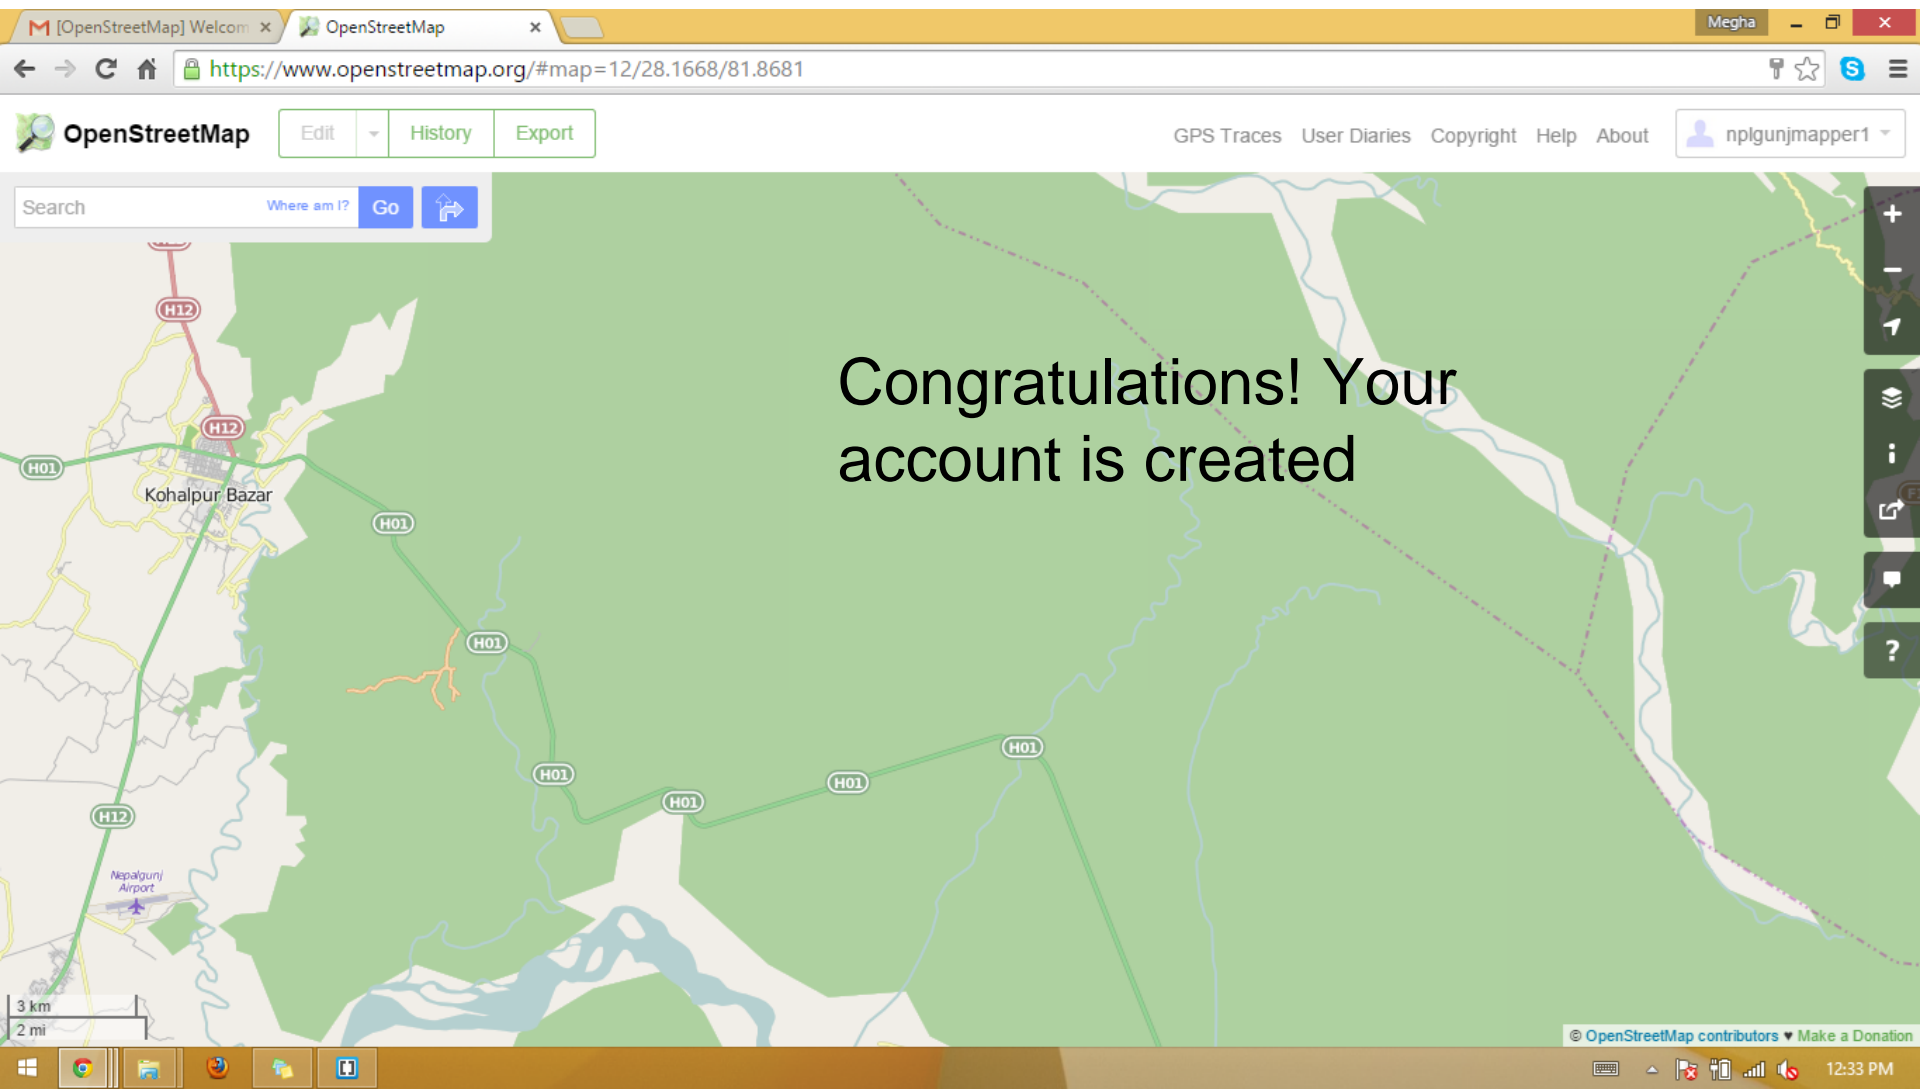 [OpenStreetMap] Welcom
OpenStreetMap
Megha
https://www.openstreetmap.org/#map=12/28.1668/81.8681
OpenStreetMap
Edit
History
Export
GPS Traces
User Diaries
Copyright
Help
About
nplgunjmapper1
Search
Where am I?
Go
H12
H12
H01
Kohalpur Bazar
H01
H01
H01
H01
H01
H01
H12
Nepalgunj
Airport
Congratulations! Your
account is created
?
3 km
2 mi
© OpenStreetMap contributors ♥ Make a Donation
12:33 PM